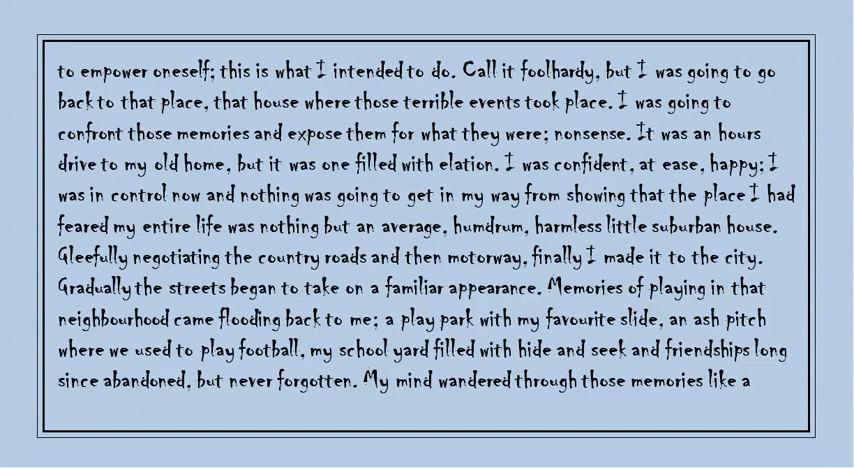 to empower oneself; this is what I intended to do. Call it foolhardy, but I was going to go
back to that place, that house where those terrible events took place. I was going to
confront those memories and expose them for what they were; nonsense. It was an hours
drive to my old home, but it was one filled with elation. I was confident, at ease, happy; I
was in control now and nothing was going to get in my way from showing that the place I had
feared my entire life was nothing but an average, humdrum, harmless little suburban house.
Gleefully negotiating the country roads and then motorway, finally I made it to the city.
Gradually the streets began to take on a familiar appearance. Memories of playing in that
neighbourhood came flooding back to me; a play park with my favourite slide, an ash pitch
where we used to play football, my school yard filled with hide and seek and friendships long
since abandoned, but never forgotten. My mind wandered through those memories like a